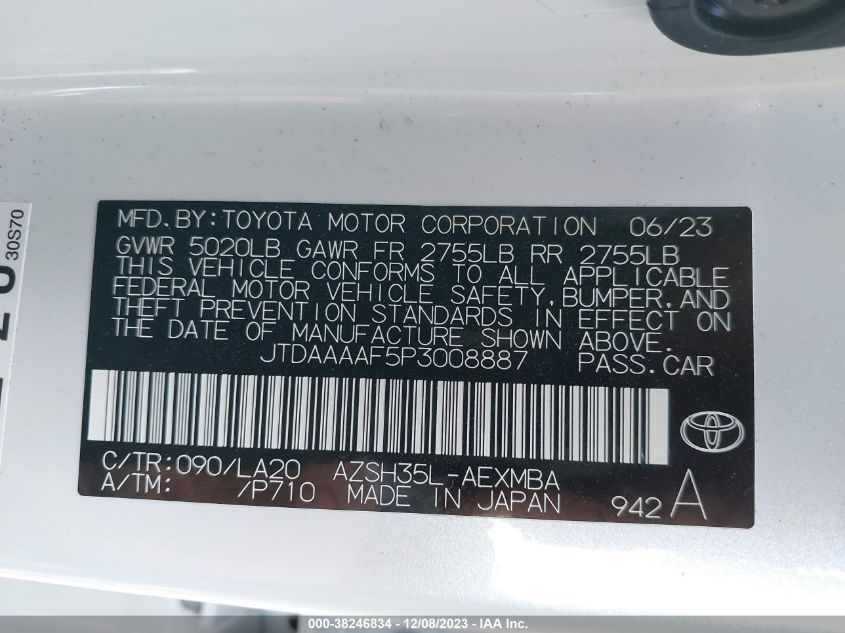 MFD.BY:TOYOTA MOTOR CORPORATION 06/23
GVWR 5020LB GAWR FR 2755LB RR 2755LB
THIS VEHICLE CONFORMS TO ALL APPLICABLE
FEDERAL MOTOR VEHICLE SAFETY,BUMPER,AND
THEFT PREVENTION STANDARDS IN EFFECT ON
THE DATE OF MANUFACTURE SHOWN ABOVE.
JTDAAAAF5P3008887 PASS.CAR
C/TR:090/LA20 AZSH35L-AEXMBA
A/TM: /P710 MADE IN JAPAN 942 A
30S70
000-38246834 - 12/08/2023 - IAA Inc.